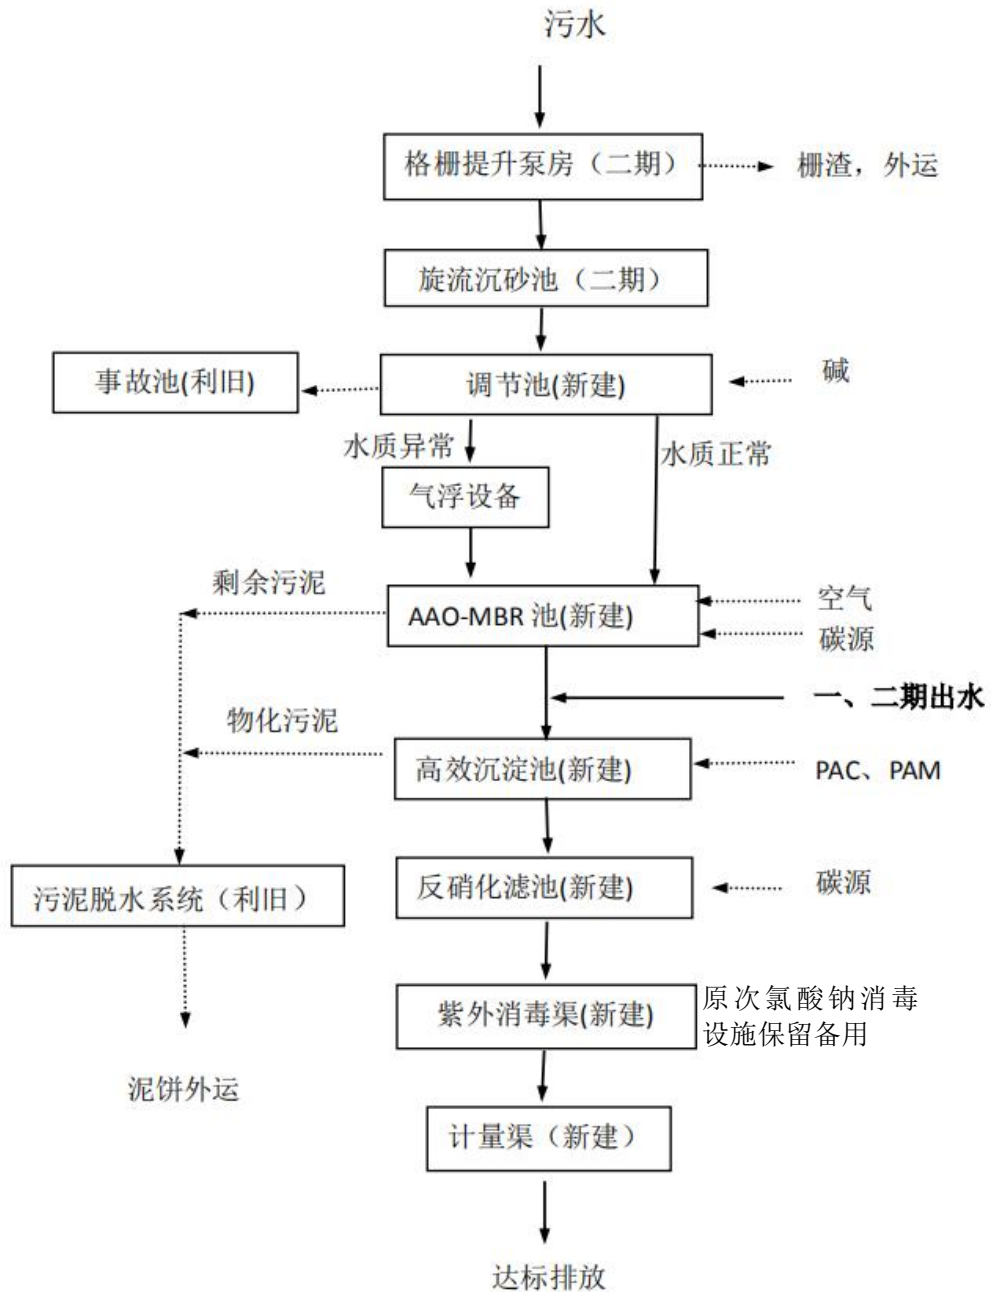 污水
格栅提升泵房（二期）
栅渣，外运
旋流沉砂池（二期）
事故池(利旧)
调节池(新建)
碱
水质异常
水质正常
气浮设备
剩余污泥
AAO-MBR 池(新建)
空气
碳源
一、二期出水
物化污泥
高效沉淀池(新建)
PAC、PAM
污泥脱水系统（利旧）
反硝化滤池(新建)
碳源
紫外消毒渠(新建)
原次氯酸钠消毒
设施保留备用
泥饼外运
计量渠（新建）
达标排放